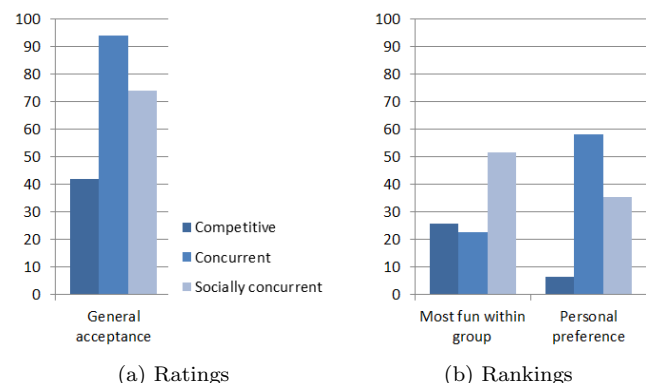 100
90
80
70
60
50
40
30
20
10
0
General
acceptance
Competitive
Concurrent
Socially concurrent
(a) Ratings
100
90
80
70
60
50
40
30
20
10
0
Most fun within
group
Personal
preference
(b) Rankings